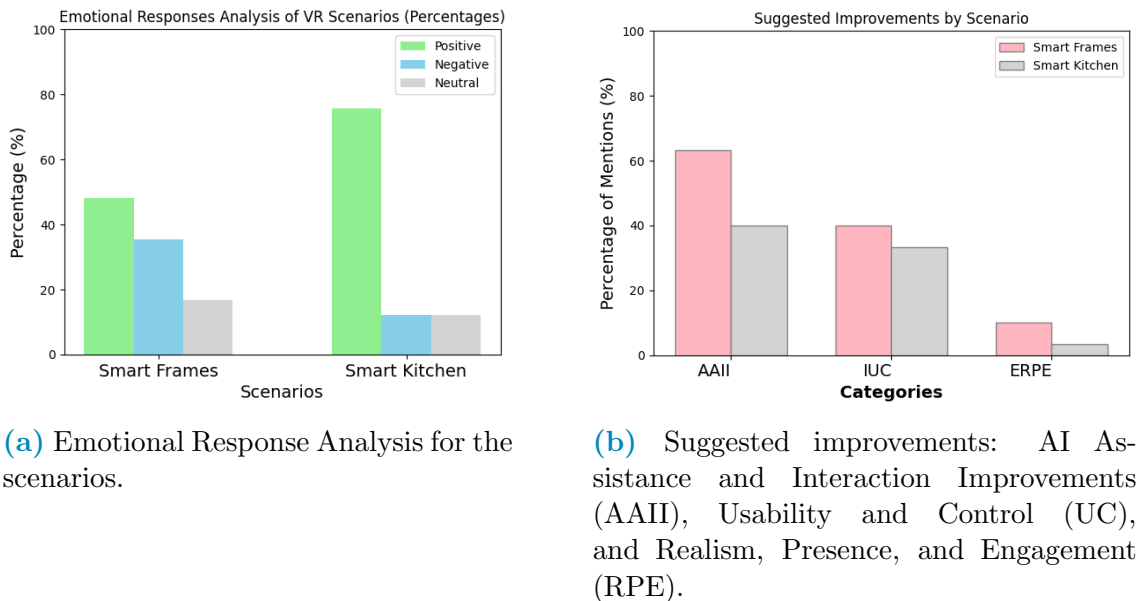 Emotional Responses Analysis of VR Scenarios (Percentages)
100
80
60
40
20
0
Percentage (%)
Positive
Negative
Neutral
Smart Frames
Smart Kitchen
Scenarios
Suggested Improvements by Scenario
100
80
60
40
20
0
Percentage of Mentions (%)
Smart Frames
Smart Kitchen
AAII
IUC
ERPE
Categories
(a) Emotional Response Analysis for the
scenarios.
(b) Suggested improvements: AI As-
sistance and Interaction Improvements
(AAII), Usability and Control (UC),
and Realism, Presence, and Engagement
(RPE).